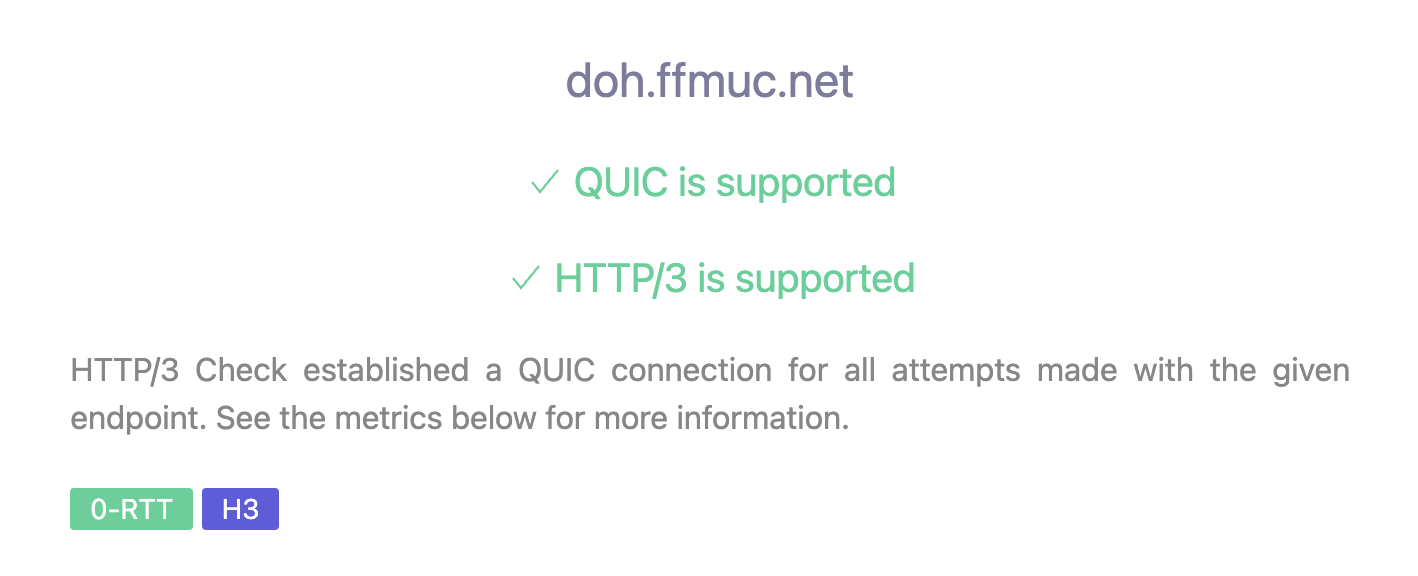 doh.ffmuc.net
✓ QUIC is supported
✓ HTTP/3 is supported
HTTP/3 Check established a QUIC connection for all attempts made with the given
endpoint. See the metrics below for more information.
0-RTT H3